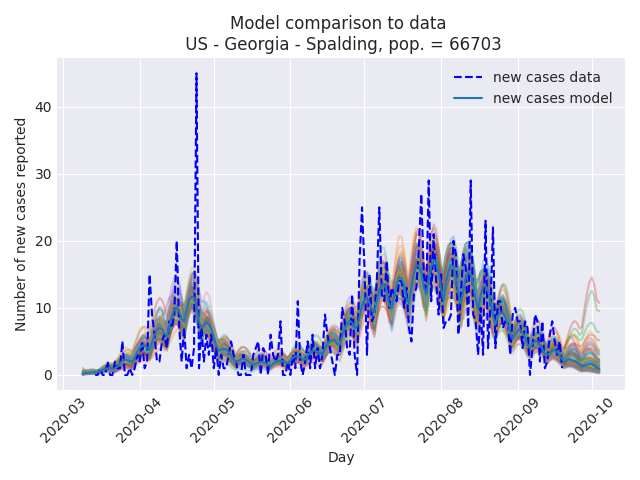 Model comparison to data
US - Georgia - Spalding, pop. = 66703
new cases data
new cases model
Number of new cases reported
40
30
20
10
0
2020-03
2020-04
2020-05
2020-06
2020-07
2020-08
2020-09
2020-10
Day